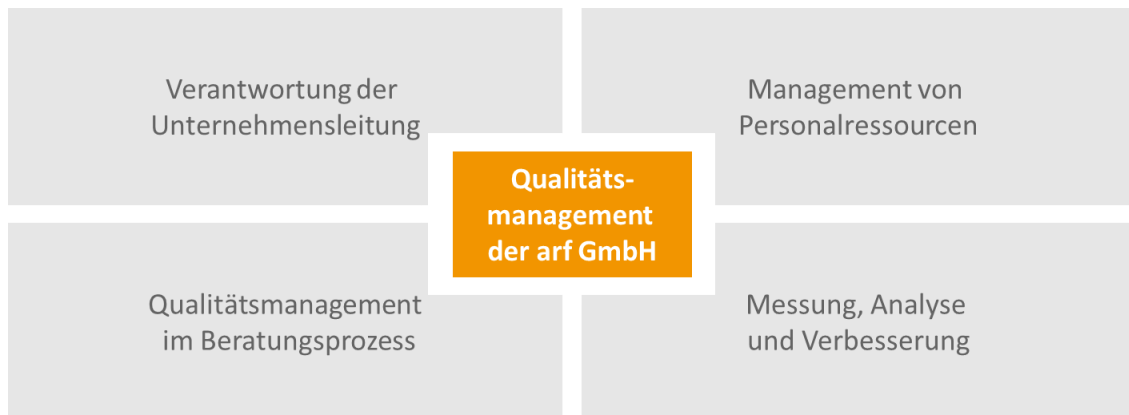 Verantwortung der
Unternehmensleitung
Management von
Personalressourcen
Qualitäts-
management
der arf GmbH
Qualitätsmanagement
im Beratungsprozess
Messung, Analyse
und Verbesserung